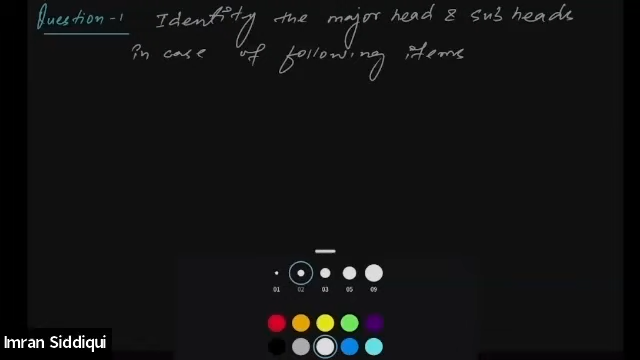 Question-1 Identity the major head & sub heads
in case of following items
01 02 03 05 09
Imran Siddiqui